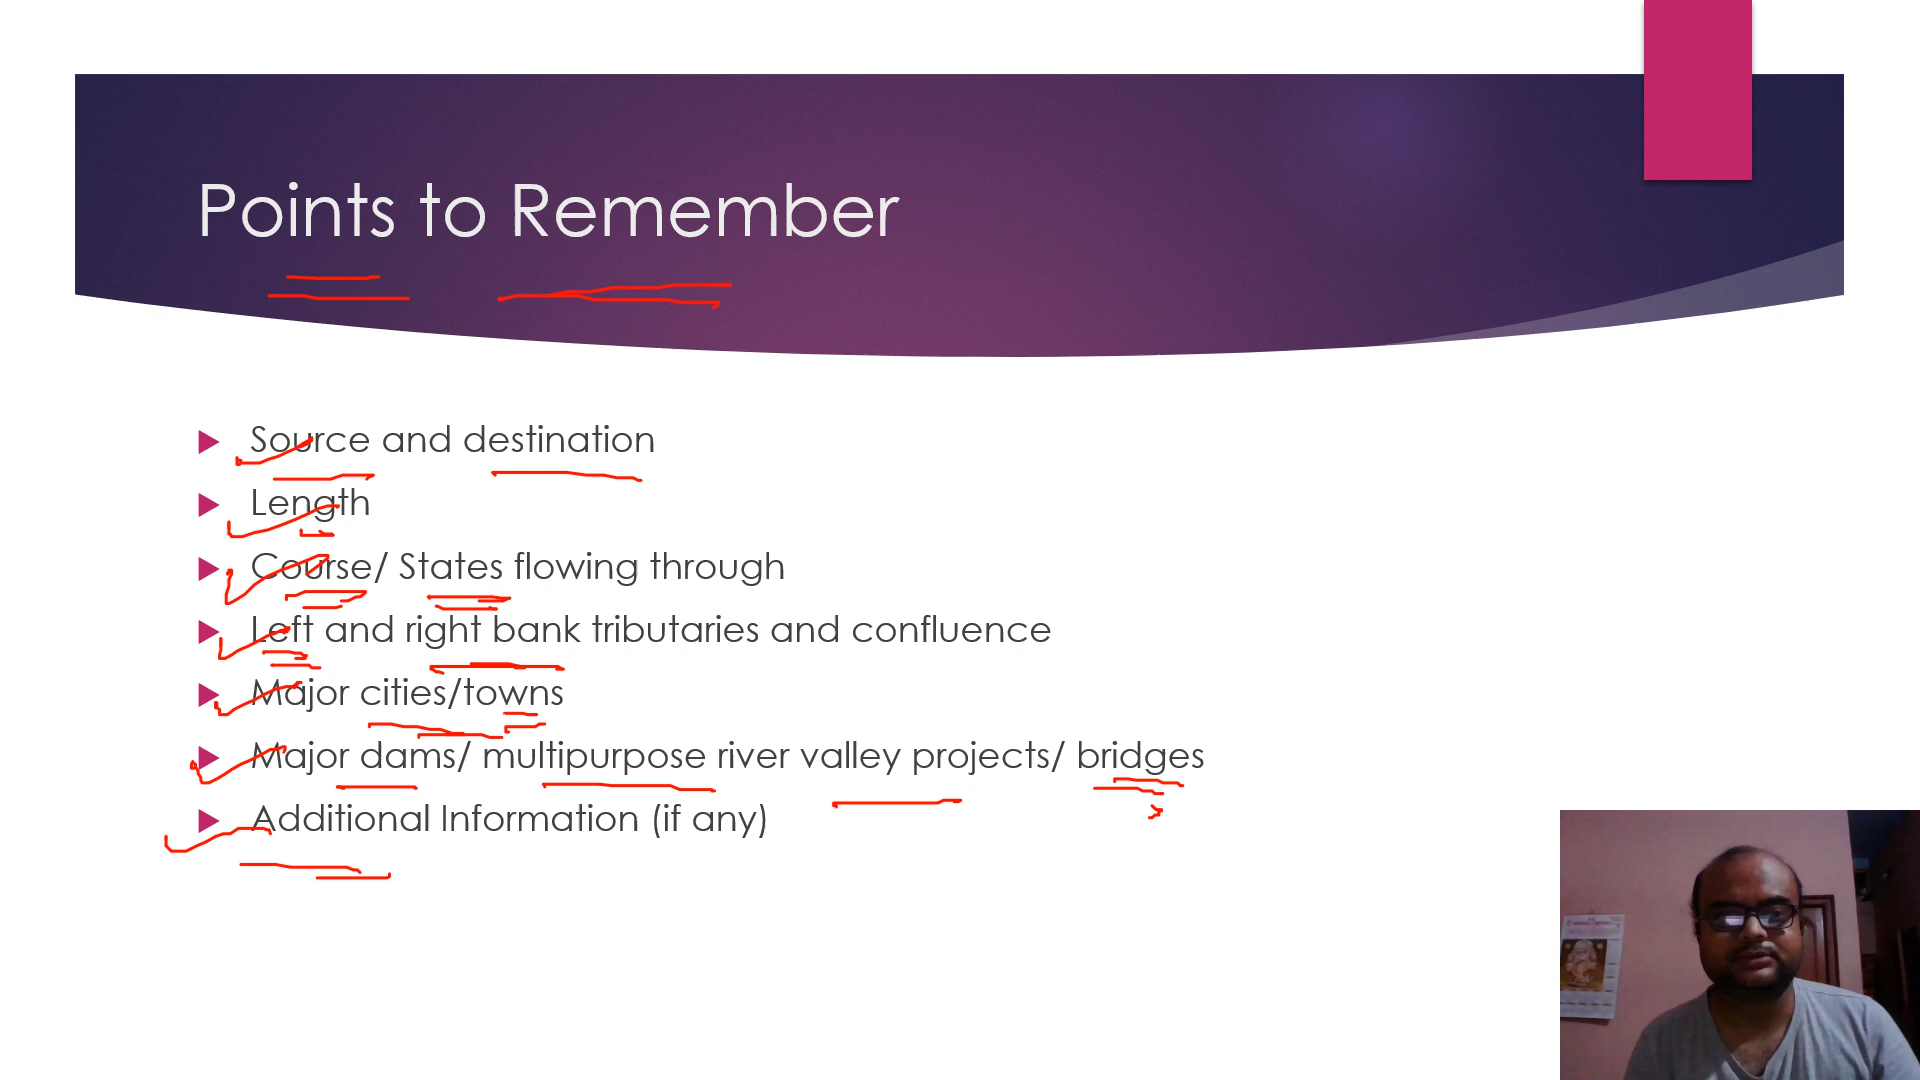 Points to Remember
Source and destination
Length
Course/ States flowing through
Left and right bank tributaries and confluence
Major cities/towns
Major dams/ multipurpose river valley projects/ bridges
Additional Information (if any)